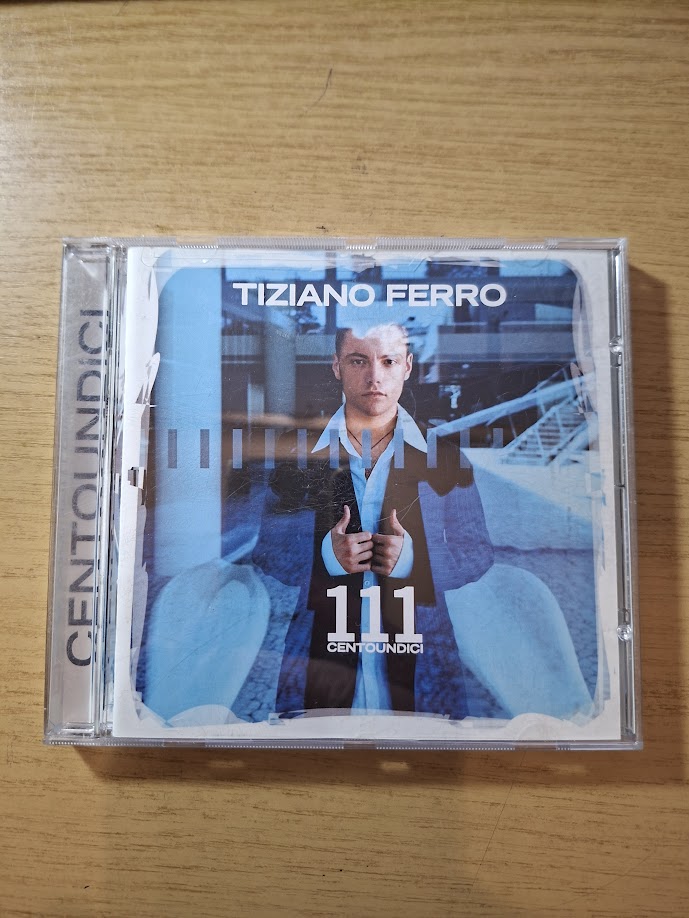 TIZIANO FERRO
111
CENTOUNDICI
CENTOUNDICI